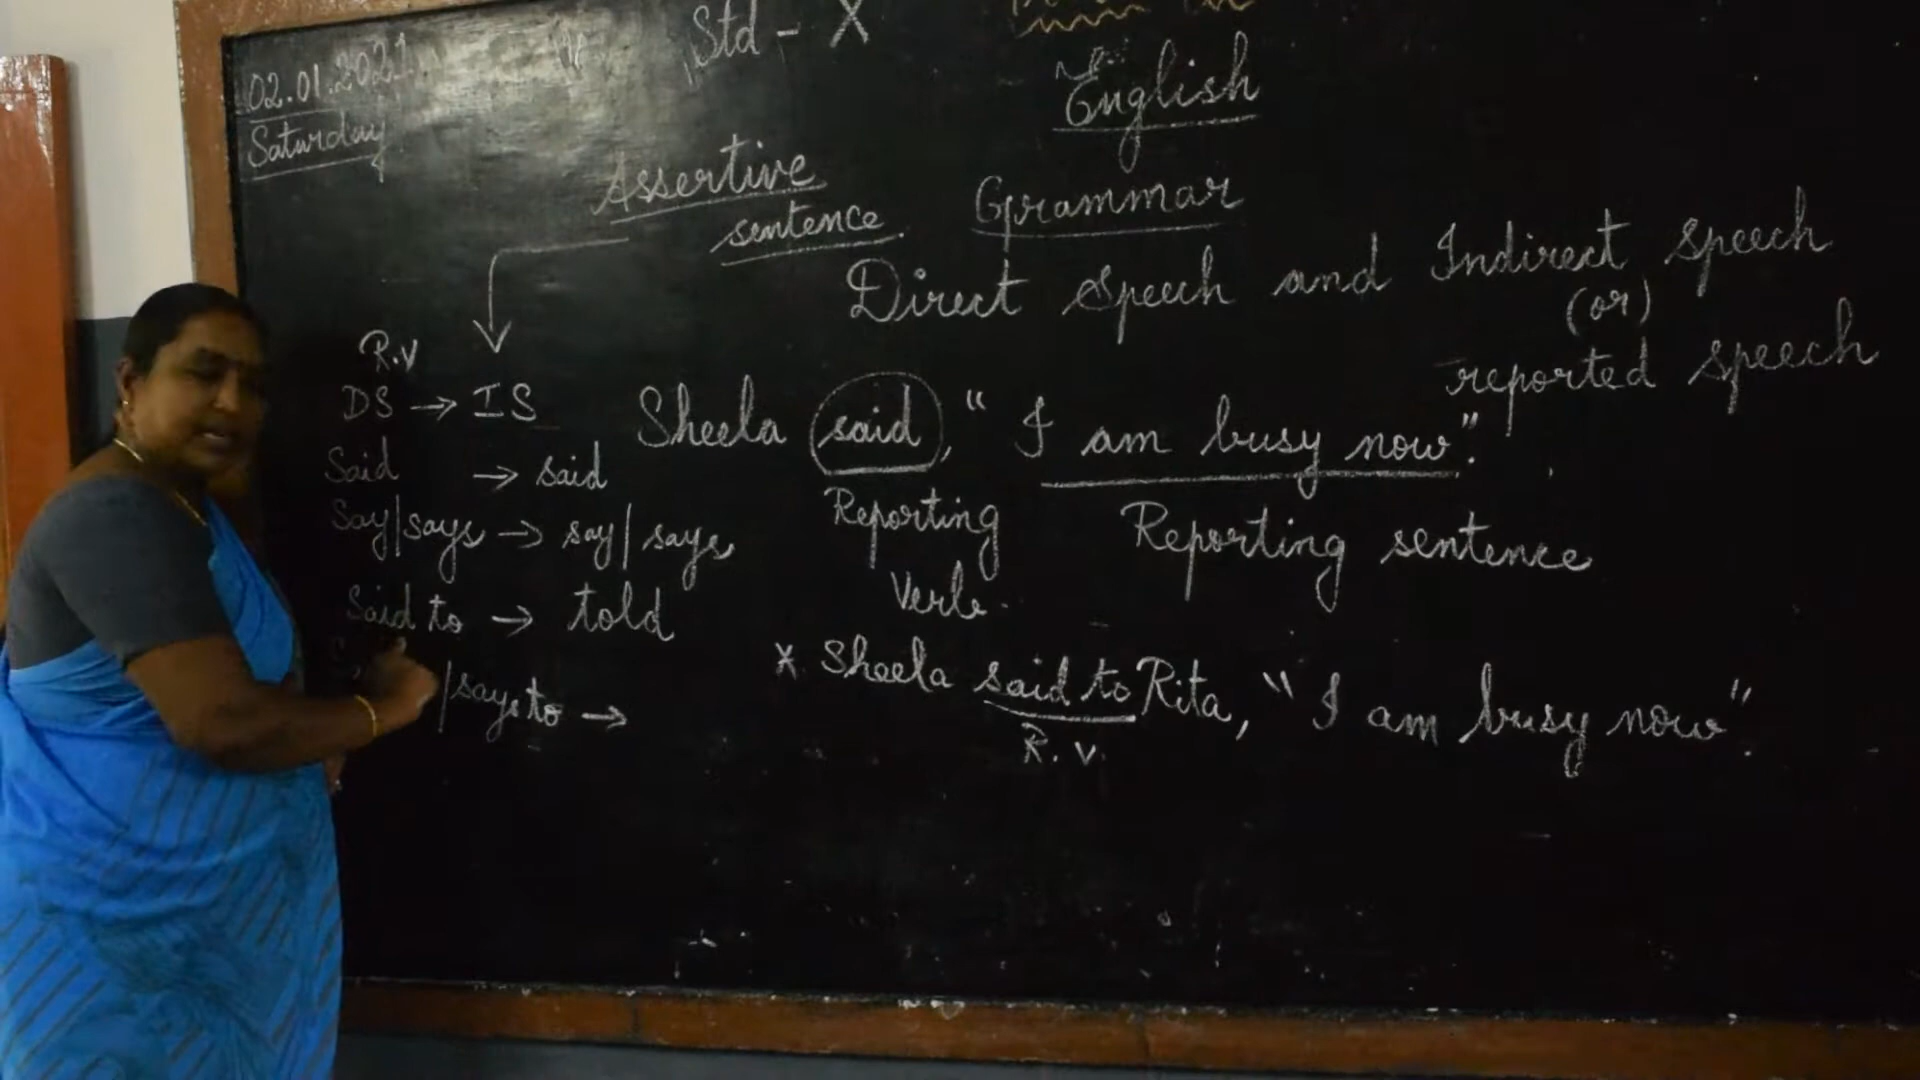 02.01.2021
Saturday
Std - X
English
Grammar
Assertive
sentence.
Direct speech and Indirect speech
(or)
reported speech
R.V
DS → IS
Said → said
Say/says → say/says
Said to → told
/says to →
Sheela said, "I am busy now".
Reporting
Verb.
Reporting sentence
* Sheela said to Rita, "I am busy now".
R.V.